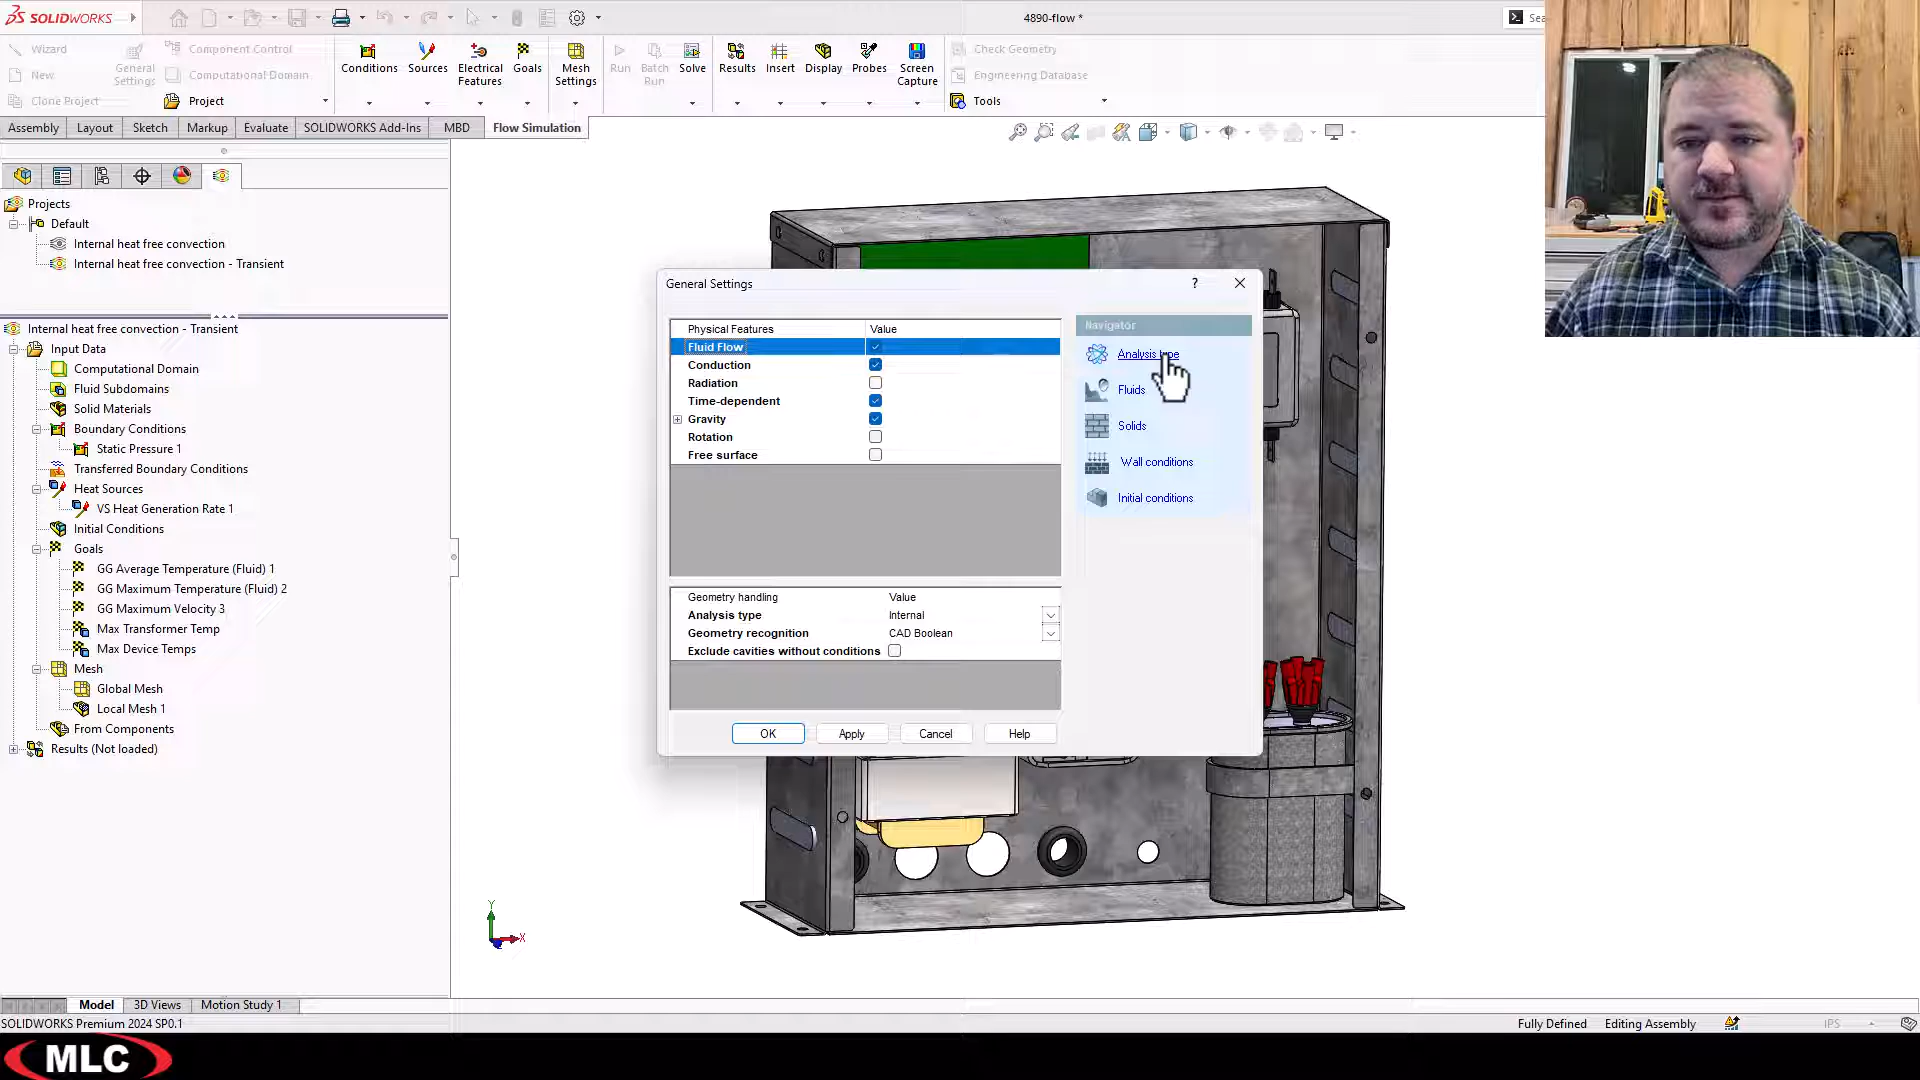 SOLIDWORKS
4890-flow *
Sea
Wizard
New
Clone Project
General Settings
Component Control
Computational Domain
Project
Conditions
Sources
Electrical Features
Goals
Mesh Settings
Run
Batch Run
Solve
Results
Insert
Display
Probes
Screen Capture
Check Geometry
Engineering Database
Tools
Assembly
Layout
Sketch
Markup
Evaluate
SOLIDWORKS Add-Ins
MBD
Flow Simulation
Projects
Default
Internal heat free convection
Internal heat free convection - Transient
Internal heat free convection - Transient
Input Data
Computational Domain
Fluid Subdomains
Solid Materials
Boundary Conditions
Static Pressure 1
Transferred Boundary Conditions
Heat Sources
VS Heat Generation Rate 1
Initial Conditions
Goals
GG Average Temperature (Fluid) 1
GG Maximum Temperature (Fluid) 2
GG Maximum Velocity 3
Max Transformer Temp
Max Device Temps
Mesh
Global Mesh
Local Mesh 1
From Components
Results (Not loaded)
General Settings
?
Physical Features Value
Fluid Flow
Conduction
Radiation
Time-dependent
Gravity
Rotation
Free surface
Geometry handling Value
Analysis type Internal
Geometry recognition CAD Boolean
Exclude cavities without conditions
OK
Apply
Cancel
Help
Navigator
Analysis type
Fluids
Solids
Wall conditions
Initial conditions
Y
X
Model
3D Views
Motion Study 1
SOLIDWORKS Premium 2024 SP0.1
Fully Defined
Editing Assembly
IPS
MLC